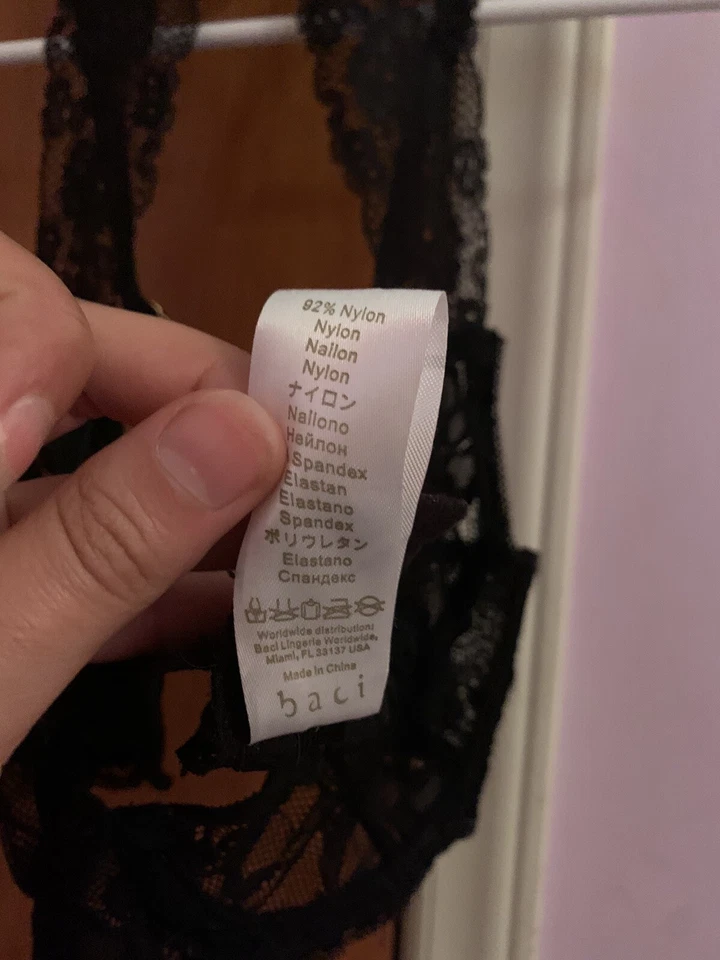 92% Nylon
Nylon
Nailon
Nylon
ナイロン
Naliono
Нейлон
Spandex
Elastan
Elastano
Spandex
ポリウレタン
Elastano
Спандекс
Worldwide distribution:
Baci Lingerie Worldwide,
Miami, FL 33137 USA
Made in China
baci